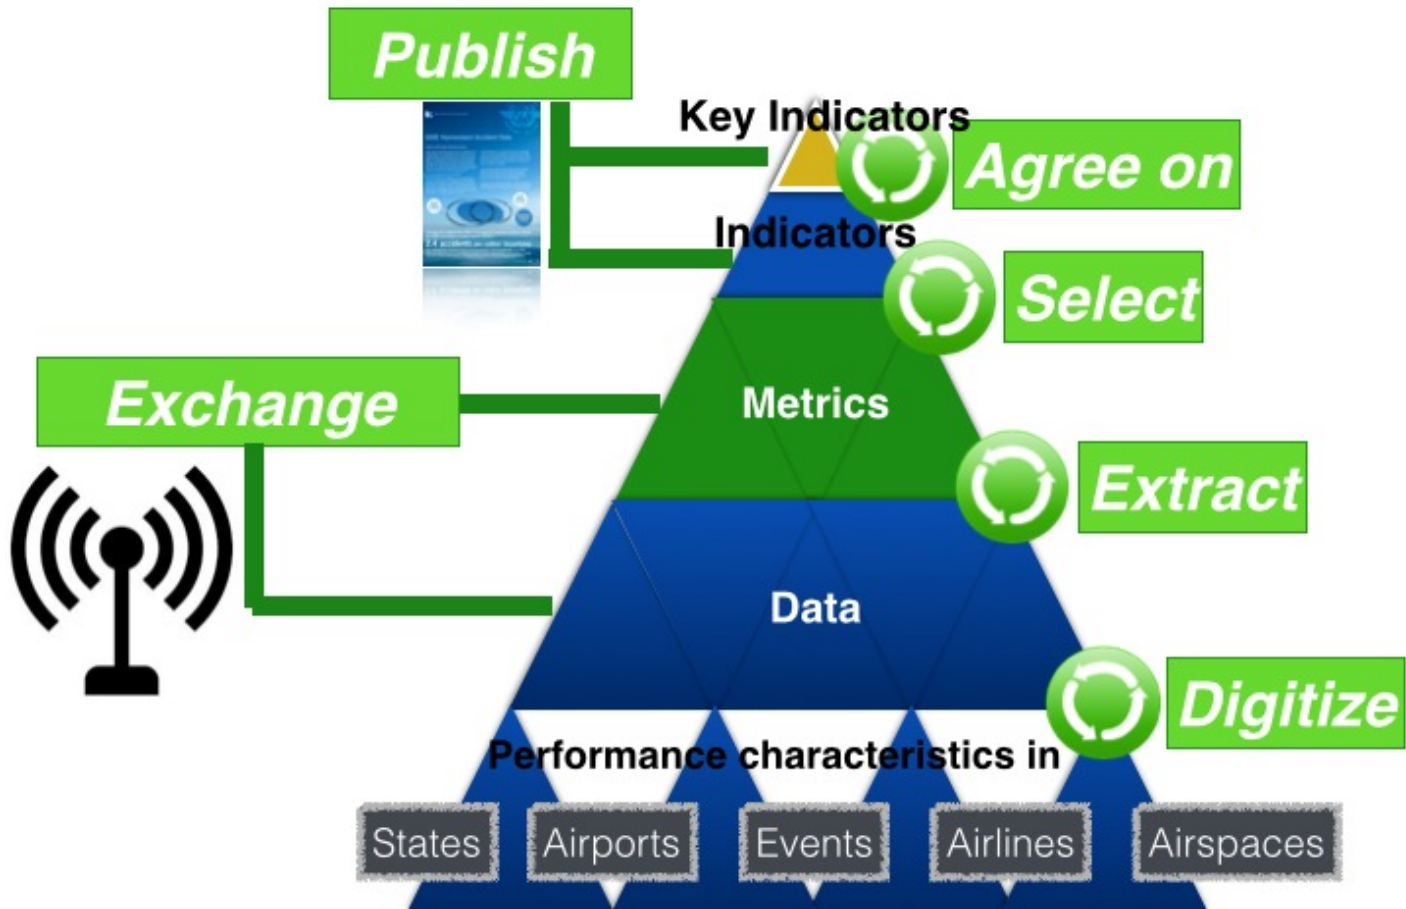 Publish
Key Indicators
Agree on
Indicators
Select
Exchange
Metrics
Extract
Data
Digitize
Performance characteristics in
States
Airports
Events
Airlines
Airspaces